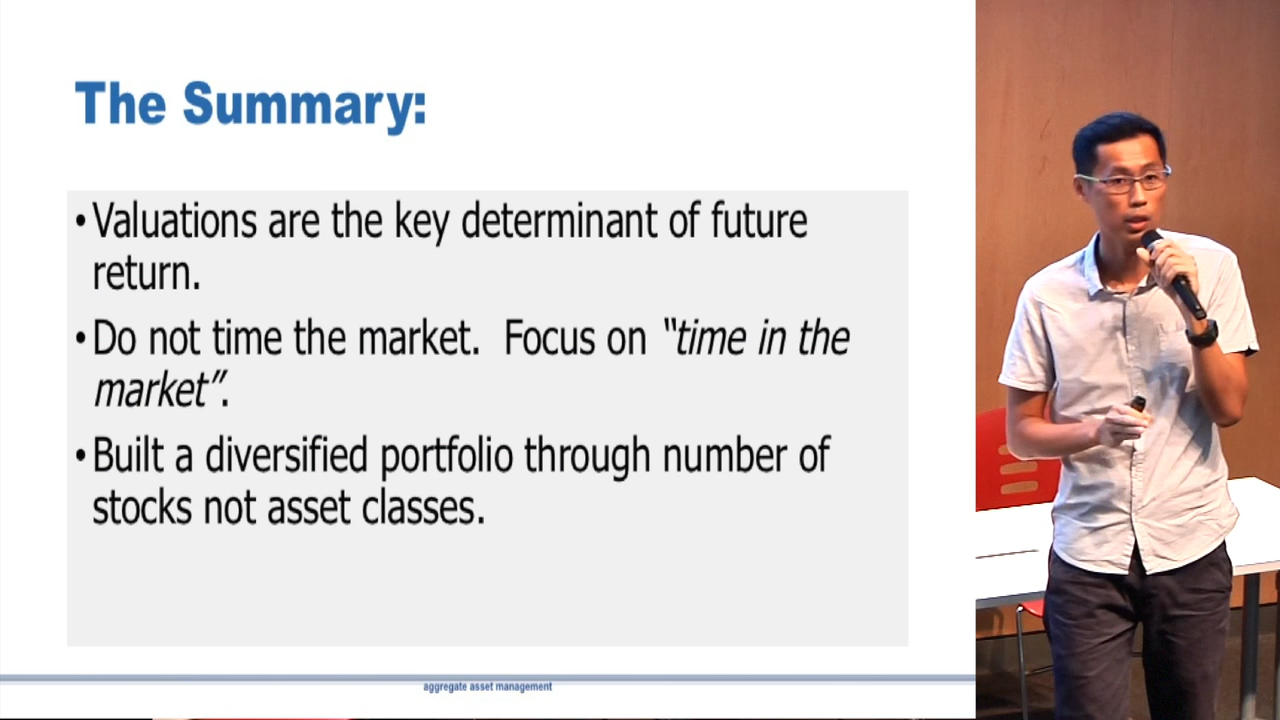 The Summary:
• Valuations are the key determinant of future
return.
• Do not time the market.  Focus on “time in the
market”.
• Built a diversified portfolio through number of
stocks not asset classes.
aggregate asset management